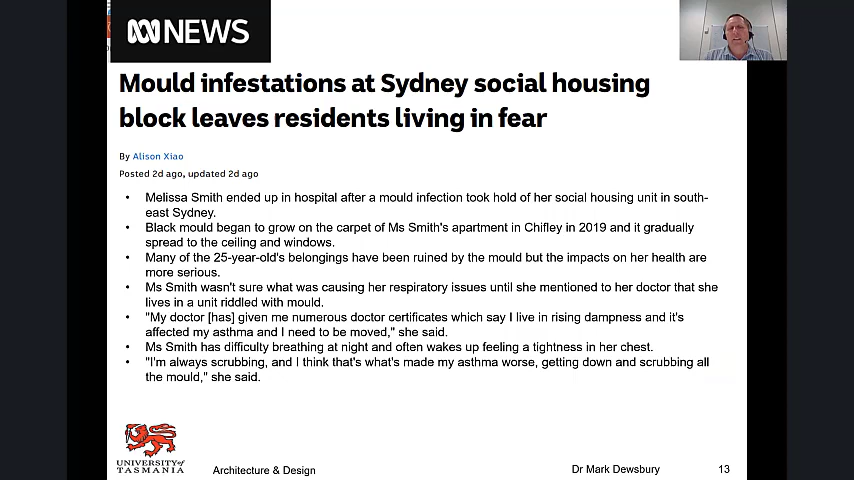 NEWS
Mould infestations at Sydney social housing
block leaves residents living in fear
By Alison Xiao
Posted 2d ago, updated 2d ago
• Melissa Smith ended up in hospital after a mould infection took hold of her social housing unit in south-
east Sydney.
• Black mould began to grow on the carpet of Ms Smith's apartment in Chifley in 2019 and it gradually
spread to the ceiling and windows.
• Many of the 25-year-old's belongings have been ruined by the mould but the impacts on her health are
more serious.
• Ms Smith wasn't sure what was causing her respiratory issues until she mentioned to her doctor that she
lives in a unit riddled with mould.
• "My doctor [has] given me numerous doctor certificates which say I live in rising dampness and it's
affected my asthma and I need to be moved," she said.
• Ms Smith has difficulty breathing at night and often wakes up feeling a tightness in her chest.
• "I'm always scrubbing, and I think that's what's made my asthma worse, getting down and scrubbing all
the mould," she said.
UNIVERSITY of
TASMANIA
Architecture & Design
Dr Mark Dewsbury
13